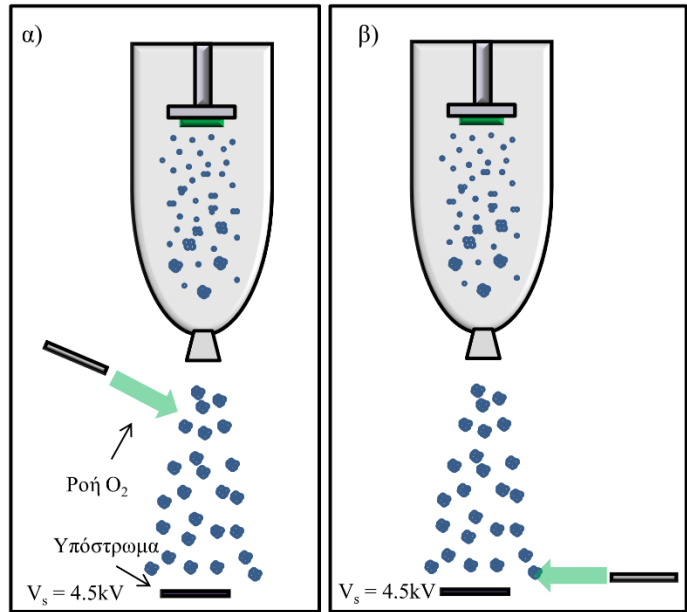 α)
Ροή O₂
Υπόστρωμα
Vₛ = 4.5kV
β)
Vₛ = 4.5kV